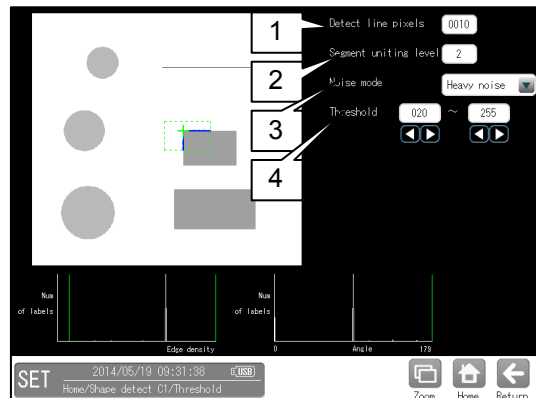 1
2
3
4
Detect line pixels 0010
Segment uniting level 2
Noise mode Heavy noise
Threshold 020 ~ 255
Num
of labels
Edge density
Num
of labels
0 Angle 179
SET
2014/05/19 09:31:38 USB
Home/Shape detect C1/Threshold
Zoom Home Return